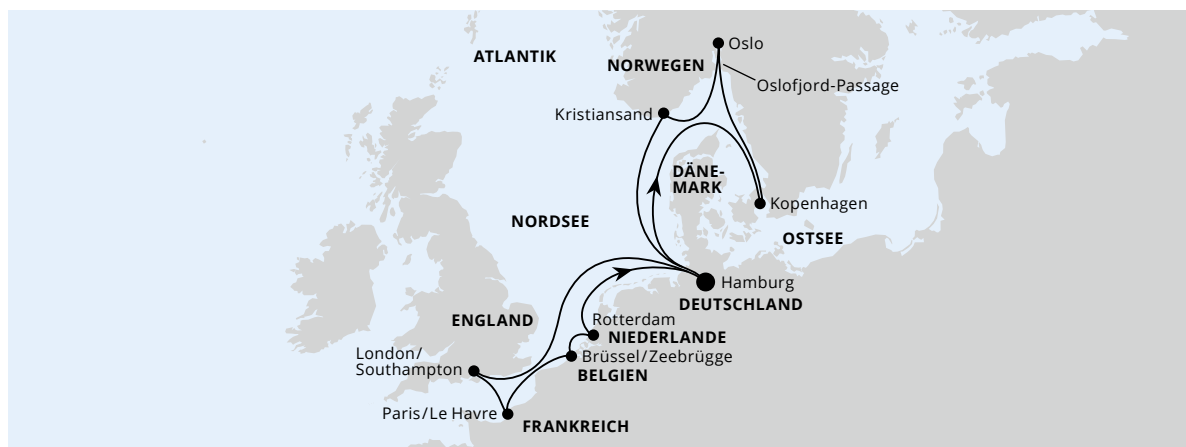 Oslo
ATLANTIK
NORWEGEN
Oslofjord-Passage
Kristiansand
DÄNE-
MARK
Kopenhagen
NORDSEE
OSTSEE
Hamburg
DEUTSCHLAND
ENGLAND
Rotterdam
NIEDERLANDE
London/
Southampton
Brüssel/Zeebrügge
BELGIEN
Paris/Le Havre
FRANKREICH